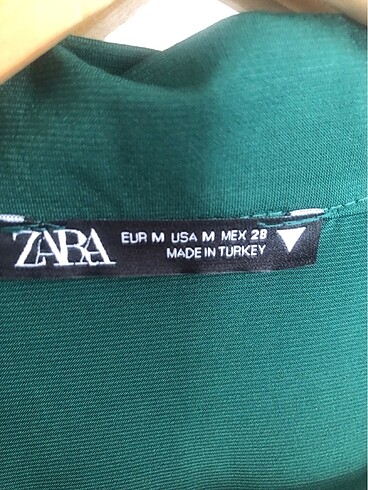 ZARA
EUR M USA M MEX 28
MADE IN TURKEY